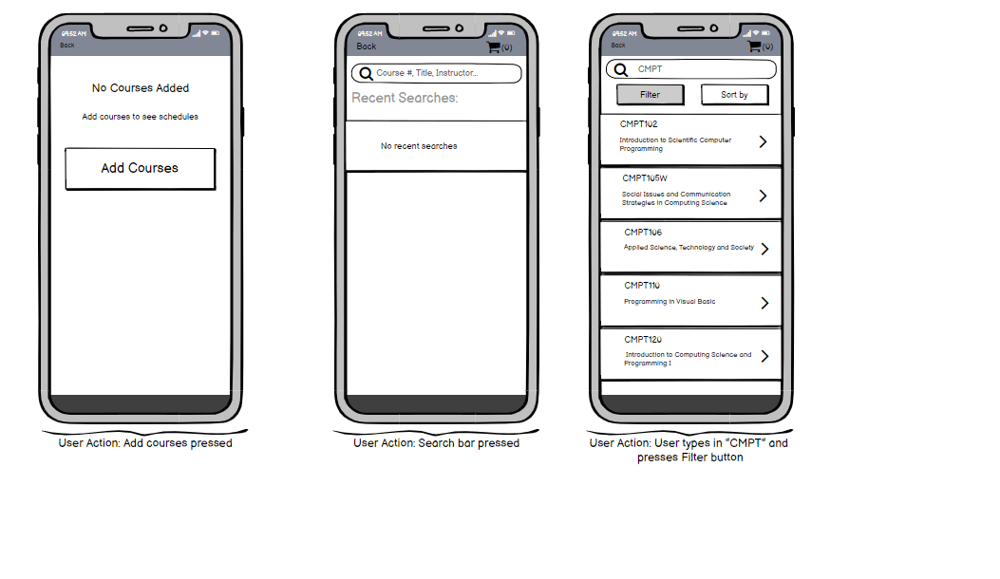 09:52 AM
Back
No Courses Added
Add courses to see schedules
Add Courses
User Action: Add courses pressed
09:52 AM
Back
(0)
Course #, Title, Instructor...
Recent Searches:
No recent searches
User Action: Search bar pressed
09:52 AM
Back
(0)
CMPT
Filter
Sort by
CMPT102
Introduction to Scientific Computer
Programming
CMPT105W
Social Issues and Communication
Strategies in Computing Science
CMPT106
Applied Science, Technology and Society
CMPT110
Programming in Visual Basic
CMPT120
Introduction to Computing Science and
Programming I
User Action: User types in "CMPT" and
presses Filter button